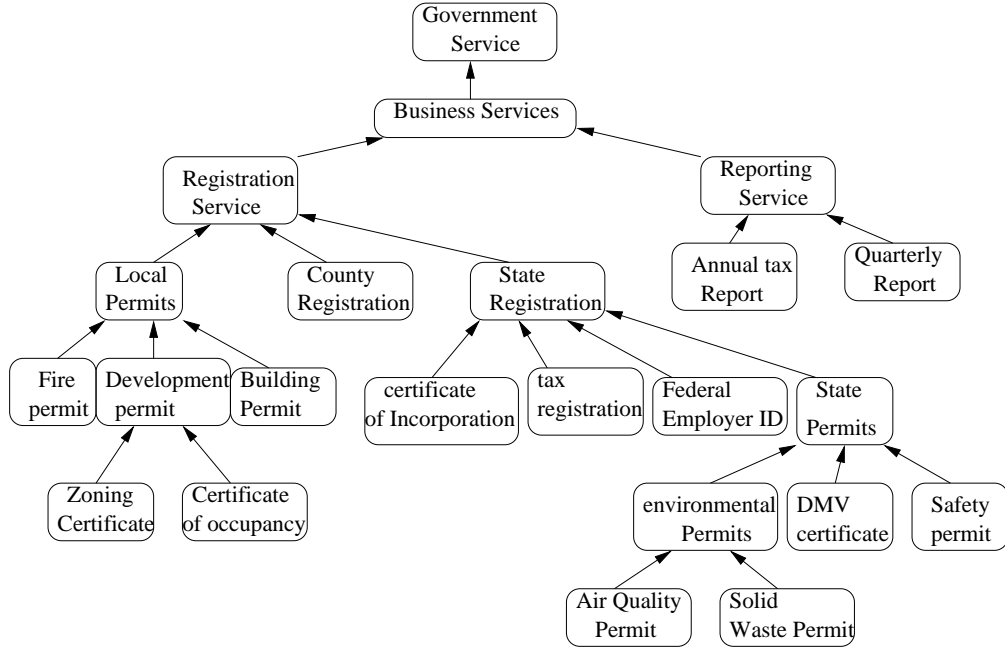 Government
Service
Business Services
Registration
Service
Reporting
Service
Local
Permits
County
Registration
State
Registration
Annual tax
Report
Quarterly
Report
Fire
permit
Development
permit
Building
Permit
certificate
of Incorporation
tax
registration
Federal
Employer ID
State
Permits
Zoning
Certificate
Certificate
of occupancy
environmental
Permits
DMV
certificate
Safety
permit
Air Quality
Permit
Solid
Waste Permit